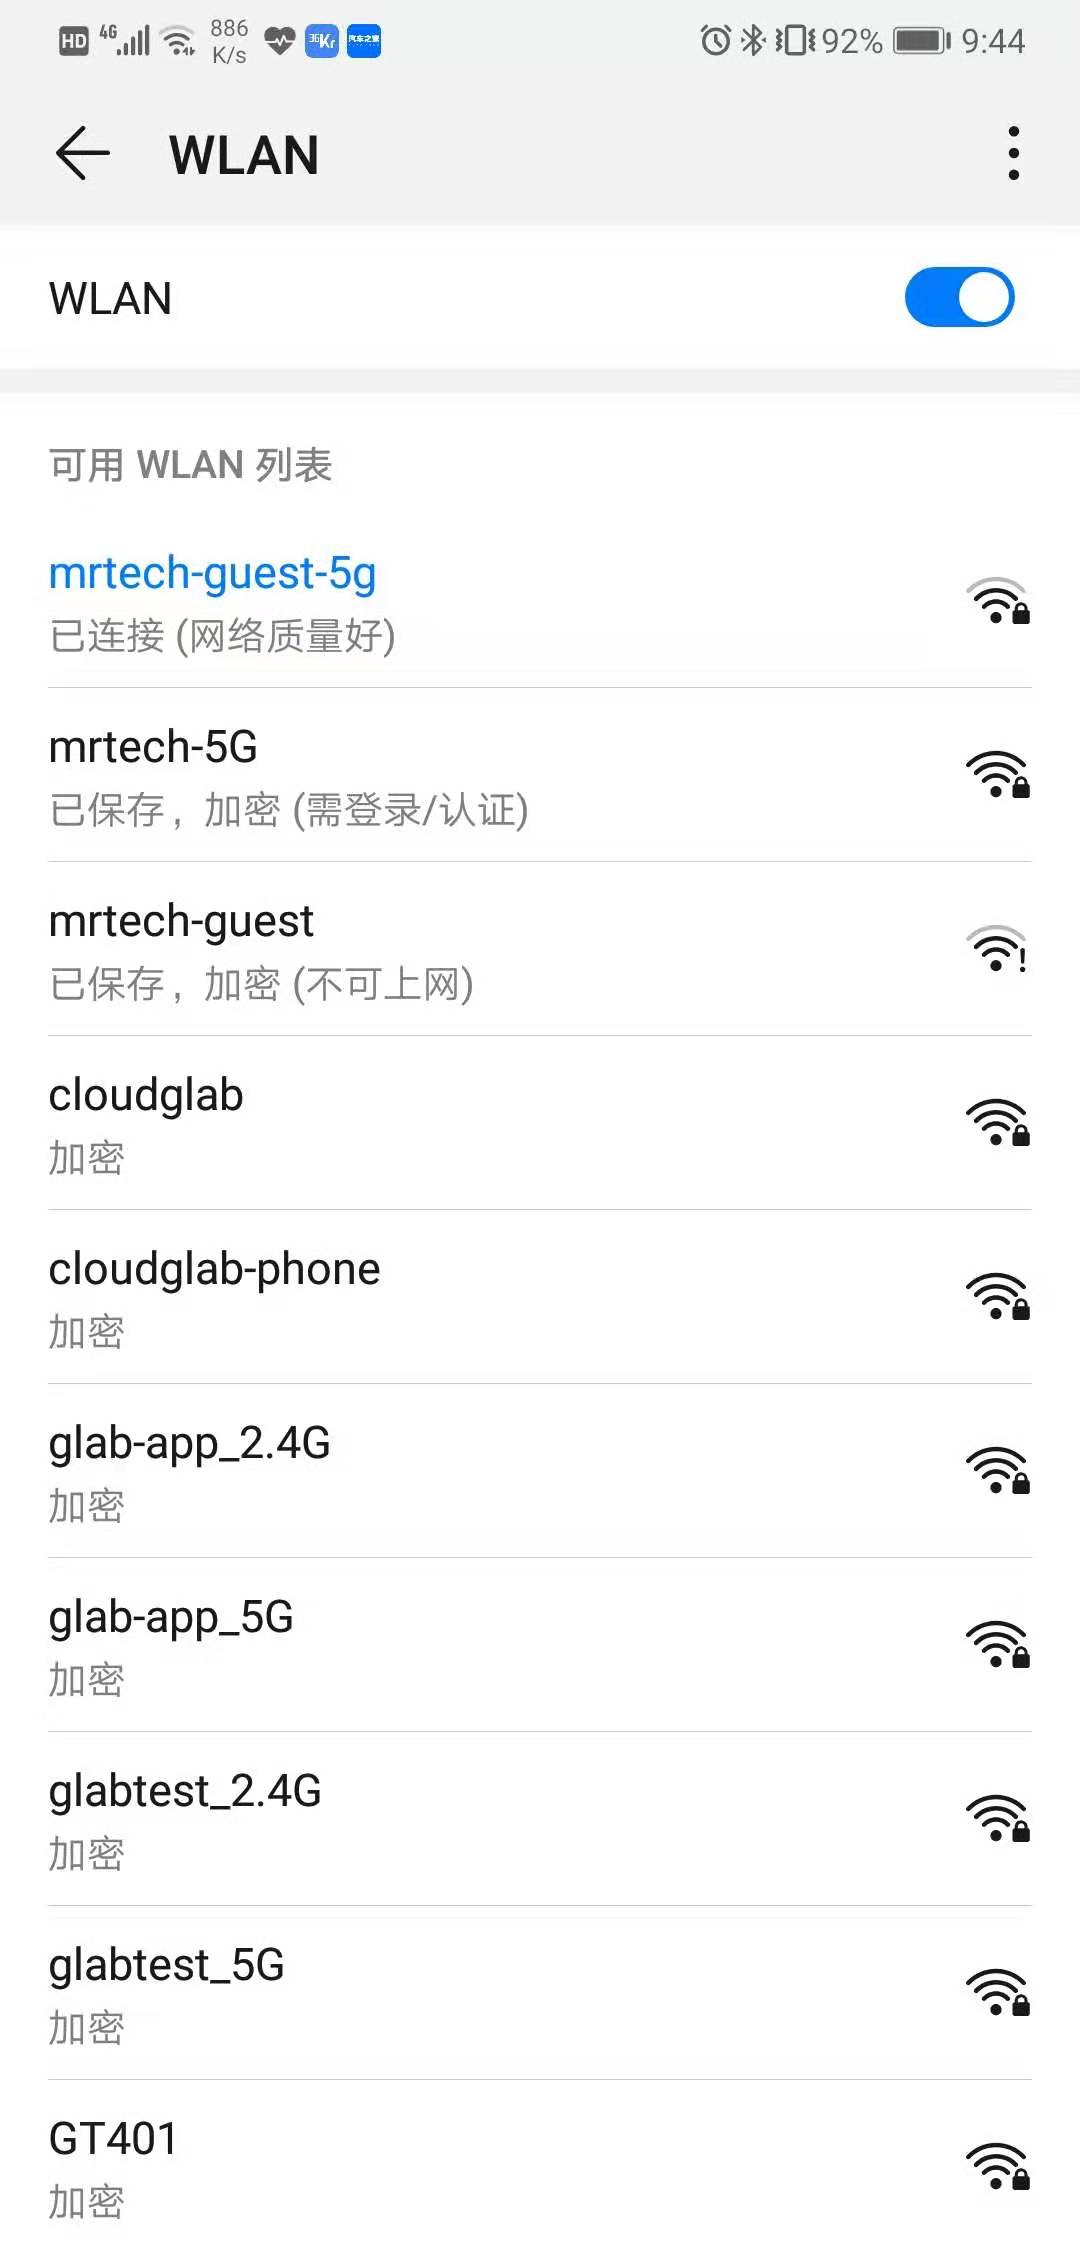 HD 4G 886 K/s 36Kr 汽车之家 92% 9:44
WLAN
WLAN
可用 WLAN 列表
mrtech-guest-5g
已连接 (网络质量好)
mrtech-5G
已保存，加密 (需登录/认证)
mrtech-guest
已保存，加密 (不可上网)
cloudglab
加密
cloudglab-phone
加密
glab-app_2.4G
加密
glab-app_5G
加密
glabtest_2.4G
加密
glabtest_5G
加密
GT401
加密